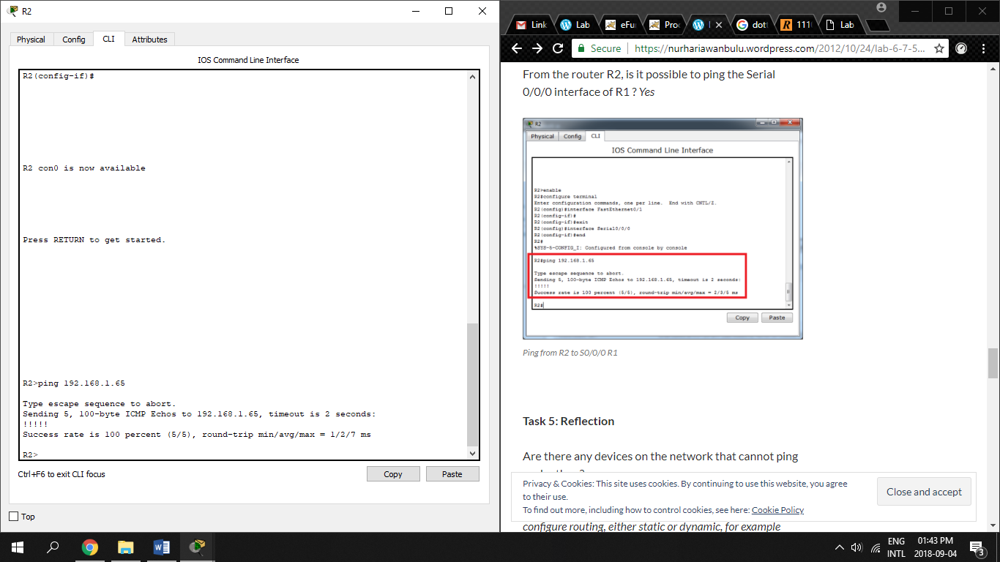 R2
Physical
Config
CLI
Attributes
IOS Command Line Interface
R2(config-if)#
R2 con0 is now available
Press RETURN to get started.
R2>ping 192.168.1.65
Type escape sequence to abort.
Sending 5, 100-byte ICMP Echos to 192.168.1.65, timeout is 2 seconds:
!!!!!
Success rate is 100 percent (5/5), round-trip min/avg/max = 1/2/7 ms
R2>
Ctrl+F6 to exit CLI focus
Copy
Paste
Top
Link
Lab
eFu
Pro
dot
111
Lab
Secure
https://nurhariawanbulu.wordpress.com/2012/10/24/lab-6-7-5...
From the router R2, is it possible to ping the Serial
0/0/0 interface of R1 ? Yes
R2
Physical
Config
CLI
IOS Command Line Interface
R2>enable
R2#configure terminal
Enter configuration commands, one per line.  End with CNTL/Z.
R2(config)#interface FastEthernet0/1
R2(config-if)#
R2(config-if)#exit
R2(config)#interface Serial0/0/0
R2(config-if)#end
R2#
%SYS-5-CONFIG_I: Configured from console by console
R2#ping 192.168.1.65
Type escape sequence to abort.
Sending 5, 100-byte ICMP Echos to 192.168.1.65, timeout is 2 seconds:
!!!!!
Success rate is 100 percent (5/5), round-trip min/avg/max = 2/3/5 ms
R2#
Copy
Paste
Ping from R2 to S0/0/0 R1
Task 5: Reflection
Are there any devices on the network that cannot ping
Privacy & Cookies: This site uses cookies. By continuing to use this website, you agree
to their use.
To find out more, including how to control cookies, see here: Cookie Policy
Close and accept
configure routing, either static or dynamic, for example
ENG
INTL
01:43 PM
2018-09-04
3